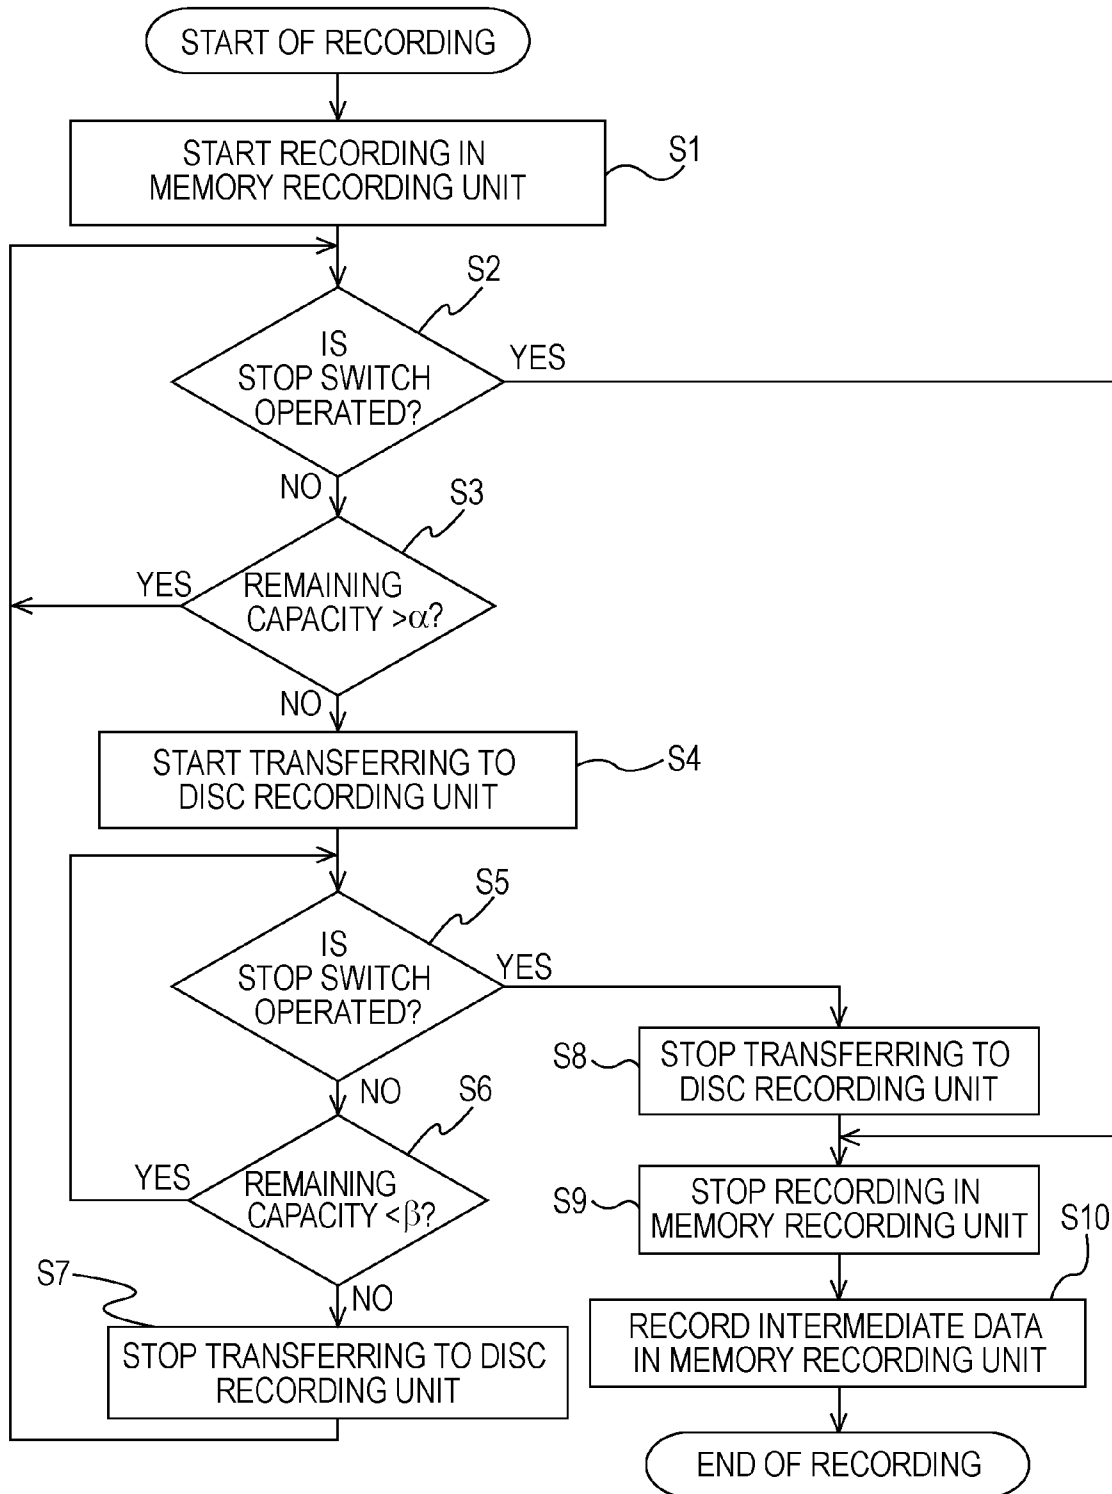 START OF RECORDING
START RECORDING IN
MEMORY RECORDING UNIT
S1
S2
IS
STOP SWITCH
OPERATED?
YES
NO
S3
YES
REMAINING
CAPACITY >α?
NO
START TRANSFERRING TO
DISC RECORDING UNIT
S4
S5
IS
STOP SWITCH
OPERATED?
YES
NO
S8
STOP TRANSFERRING TO
DISC RECORDING UNIT
S6
YES
REMAINING
CAPACITY <β?
S9
STOP RECORDING IN
MEMORY RECORDING UNIT
S10
S7
NO
STOP TRANSFERRING TO DISC
RECORDING UNIT
RECORD INTERMEDIATE DATA
IN MEMORY RECORDING UNIT
END OF RECORDING